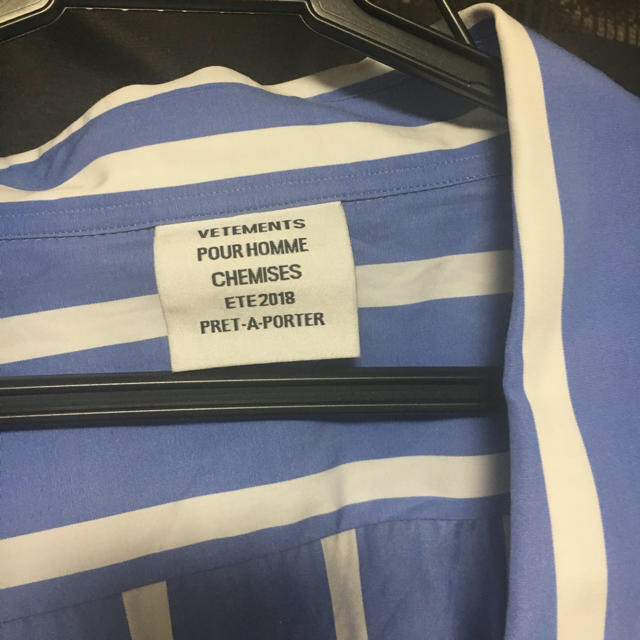 VETEMENTS
POUR HOMME
CHEMISES
ETE 2018
PRET-A-PORTER